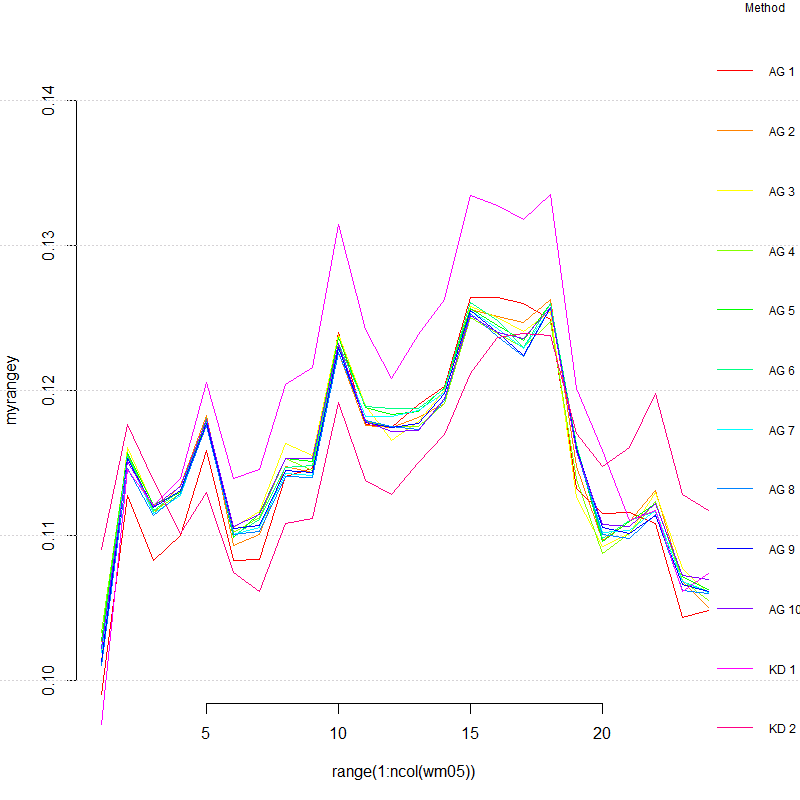 Method
AG 1
AG 2
AG 3
AG 4
AG 5
AG 6
AG 7
AG 8
AG 9
AG 10
KD 1
KD 2
0.14
0.13
0.12
0.11
0.10
myrangey
5 10 15 20
range(1:ncol(wm05))